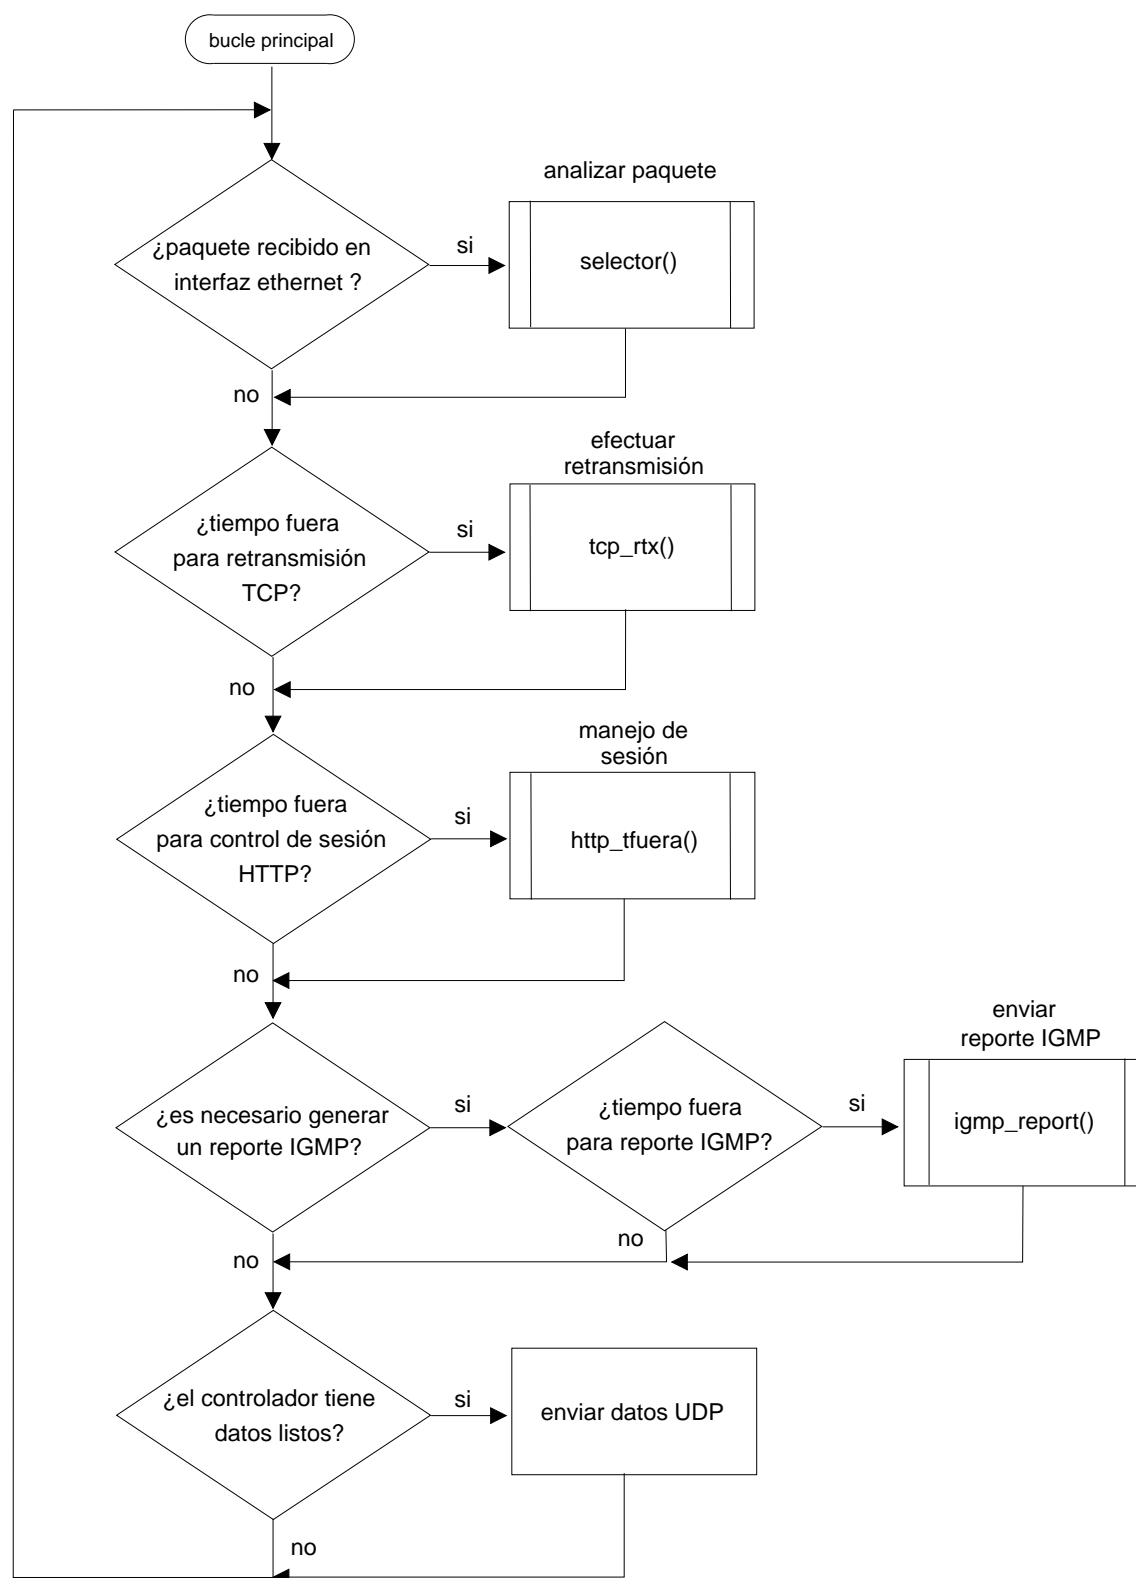 bucle principal
analizar paquete
¿paquete recibido en
interfaz ethernet ?
si
selector()
no
efectuar
retransmisión
¿tiempo fuera
para retransmisión
TCP?
si
tcp_rtx()
no
manejo de
sesión
¿tiempo fuera
para control de sesión
HTTP?
si
http_tfuera()
no
enviar
reporte IGMP
¿es necesario generar
un reporte IGMP?
si
¿tiempo fuera
para reporte IGMP?
si
igmp_report()
no
no
¿el controlador tiene
datos listos?
si
enviar datos UDP
no